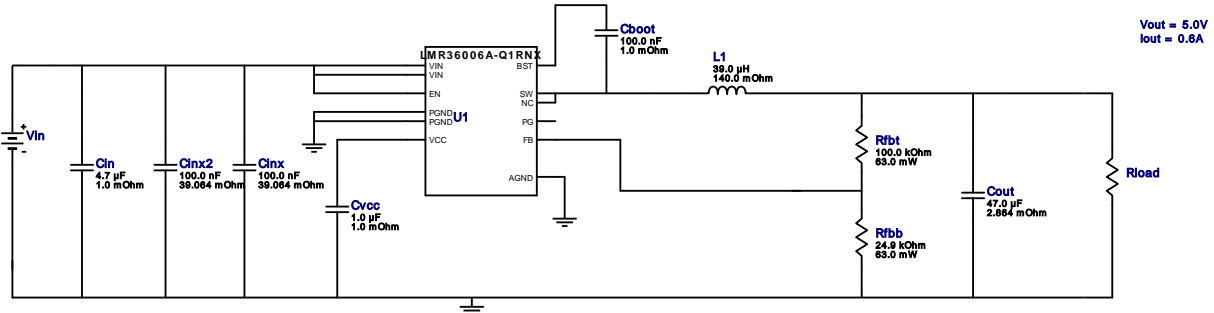 Vout = 5.0V
Iout = 0.6A
Cboot
100.0 nF
1.0 mOhm
LMR36006A-Q1RNX
VIN
VIN
EN
PGND
PGND
VCC
U1
BST
SW
NC
PG
FB
AGND
L1
39.0 µH
140.0 mOhm
+
Vin
-
Cin
4.7 µF
1.0 mOhm
Cinx2
100.0 nF
39.064 mOhm
Cinx
100.0 nF
39.064 mOhm
Cvcc
1.0 µF
1.0 mOhm
Rfbt
100.0 kOhm
63.0 mW
Rfbb
24.9 kOhm
63.0 mW
Cout
47.0 µF
2.864 mOhm
Rload